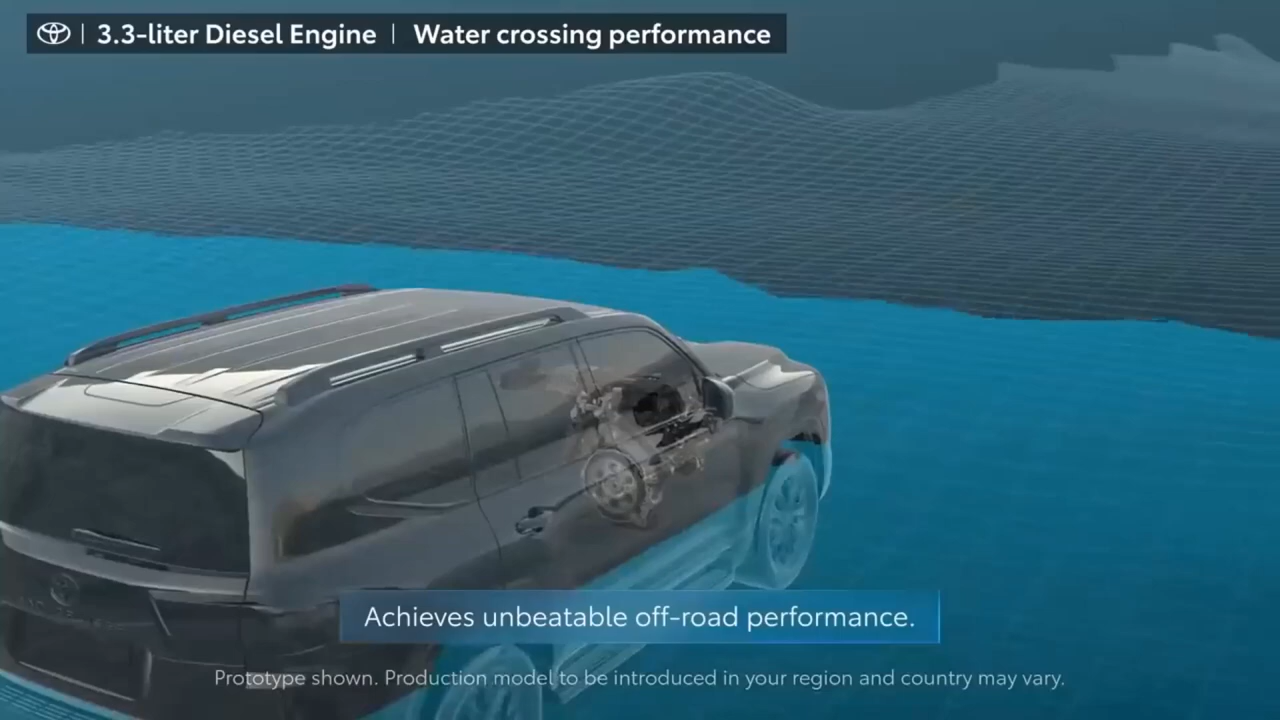 3.3-liter Diesel Engine | Water crossing performance
Achieves unbeatable off-road performance.
Prototype shown. Production model to be introduced in your region and country may vary.